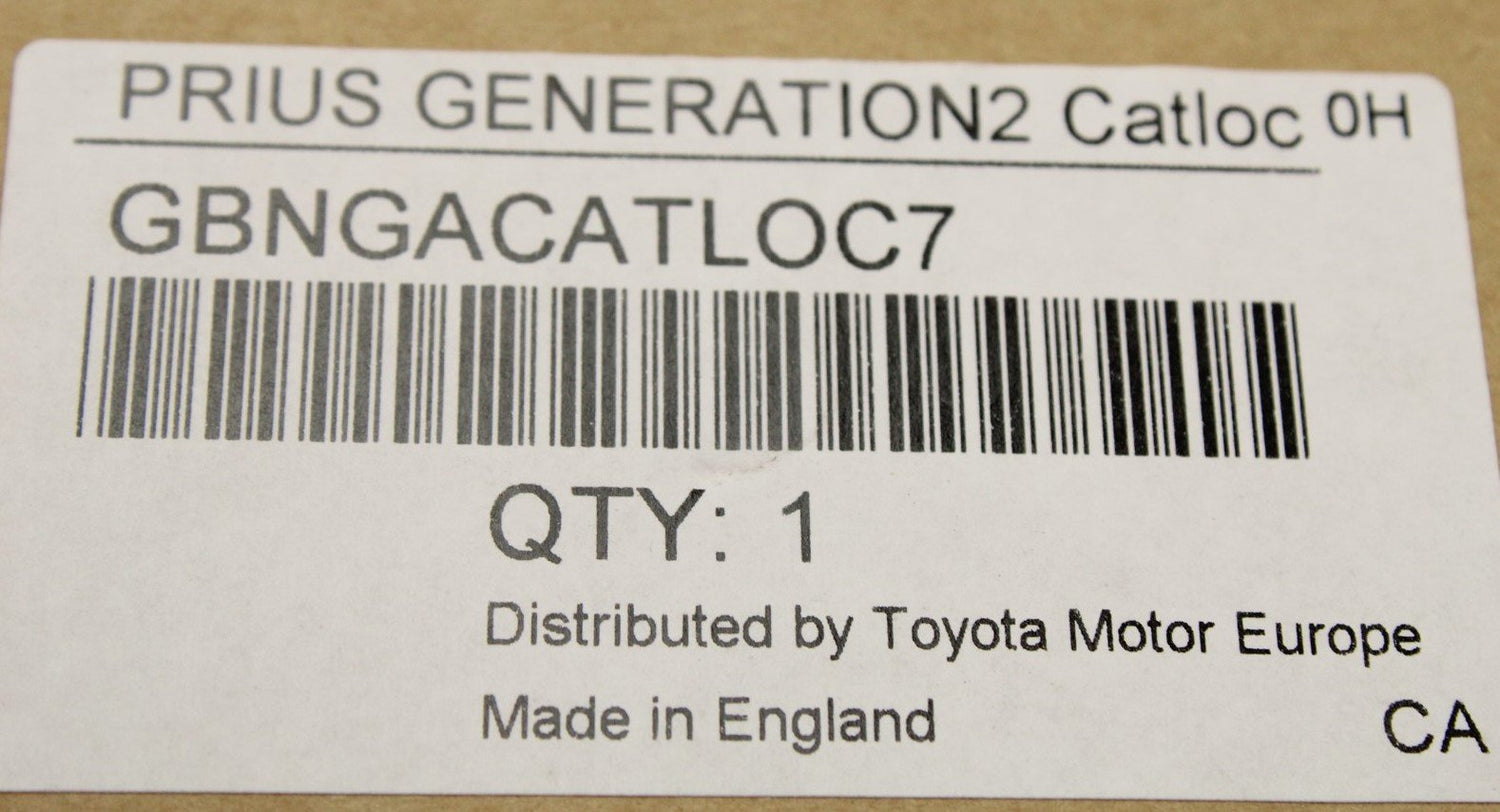 PRIUS GENERATION2 Catloc 0H
GBNGACATLOC7
QTY: 1
Distributed by Toyota Motor Europe
Made in England
CA